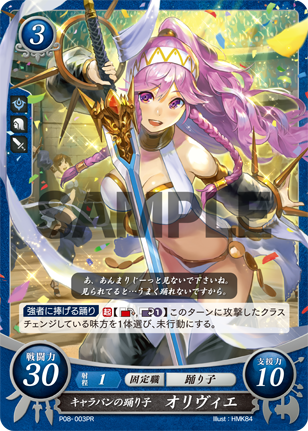 3
SAMPLE
あ、あんまりじーっと見ないで下さいね。
見られてると…うまく踊れないですから。
強者に捧げる踊り 起【 、 】このターンに攻撃したクラス
チェンジしている味方を1体選び、未行動にする。
戦闘力
30
射程 1 固定職 踊り子
支援力
10
キャラバンの踊り子 オリヴィエ
P08-003PR Illust : HMK84